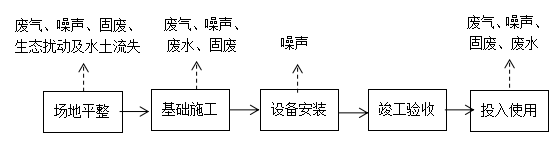 废气、噪声、固废、
生态扰动及水土流失
废气、噪声、
废水、固废
噪声
废气、噪声、
固废、废水
场地平整
基础施工
设备安装
竣工验收
投入使用